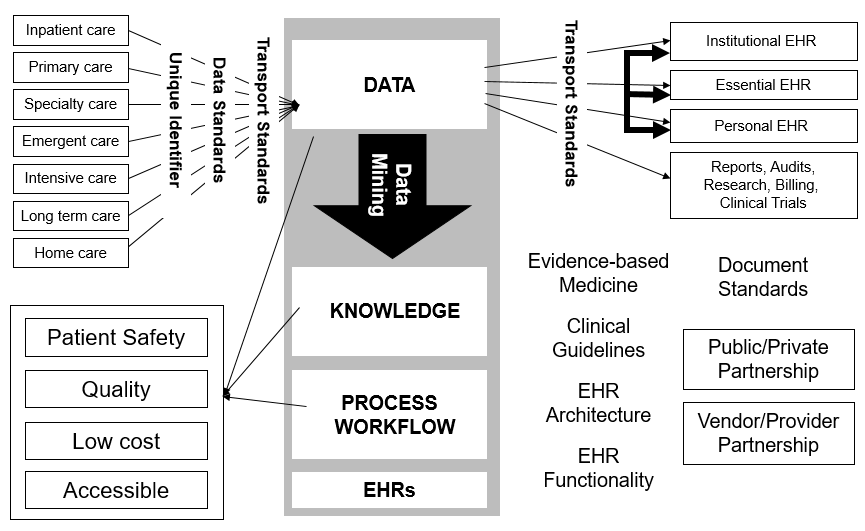 Inpatient care
Primary care
Specialty care
Emergent care
Intensive care
Long term care
Home care
Unique Identifier
Data Standards
Transport Standards
DATA
Data
Mining
KNOWLEDGE
PROCESS
WORKFLOW
EHRs
Transport Standards
Institutional EHR
Essential EHR
Personal EHR
Reports, Audits,
Research, Billing,
Clinical Trials
Patient Safety
Quality
Low cost
Accessible
Evidence-based
Medicine
Clinical
Guidelines
EHR
Architecture
EHR
Functionality
Document
Standards
Public/Private
Partnership
Vendor/Provider
Partnership